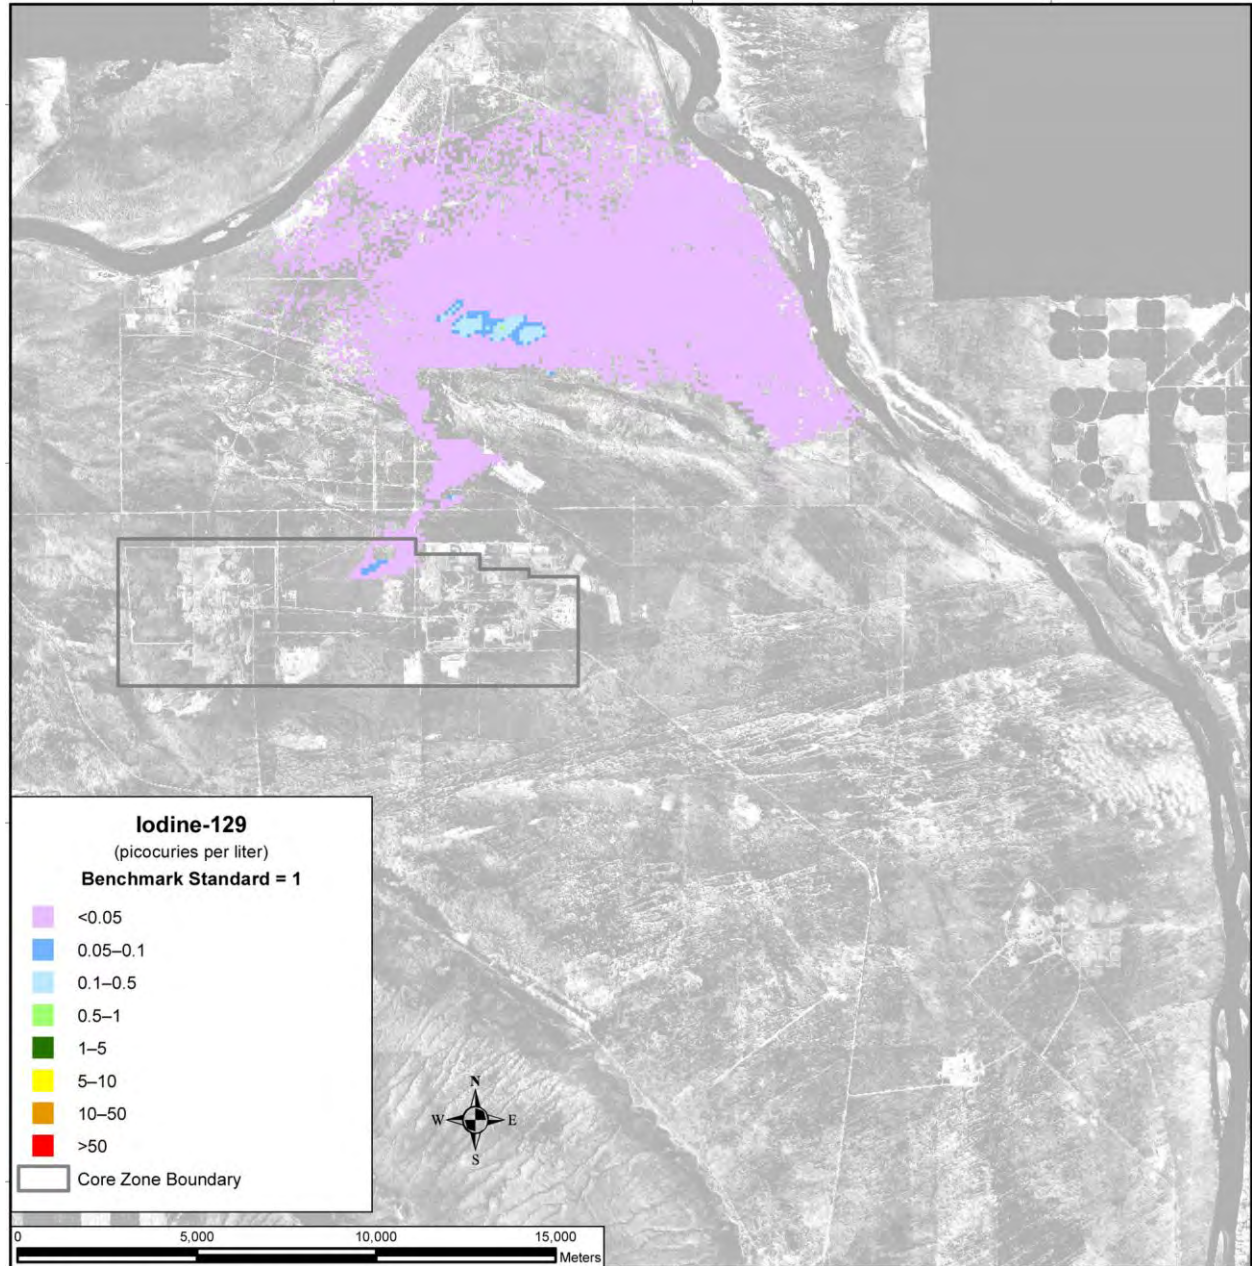 Iodine-129
(picocuries per liter)
Benchmark Standard = 1
<0.05
0.05–0.1
0.1–0.5
0.5–1
1–5
5–10
10–50
>50
Core Zone Boundary
N
W E
S
0 5,000 10,000 15,000
Meters